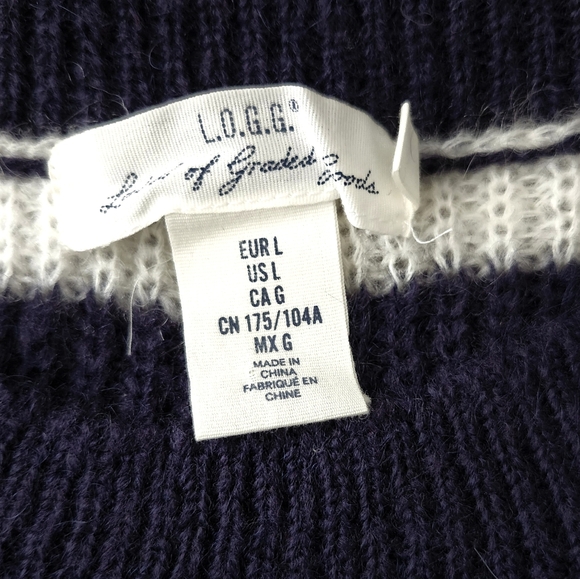 L.O.G.G.®
Label of Graded Goods
EUR L
US L
CA G
CN 175/104A
MX G
MADE IN
CHINA
FABRIQUÉ EN
CHINE